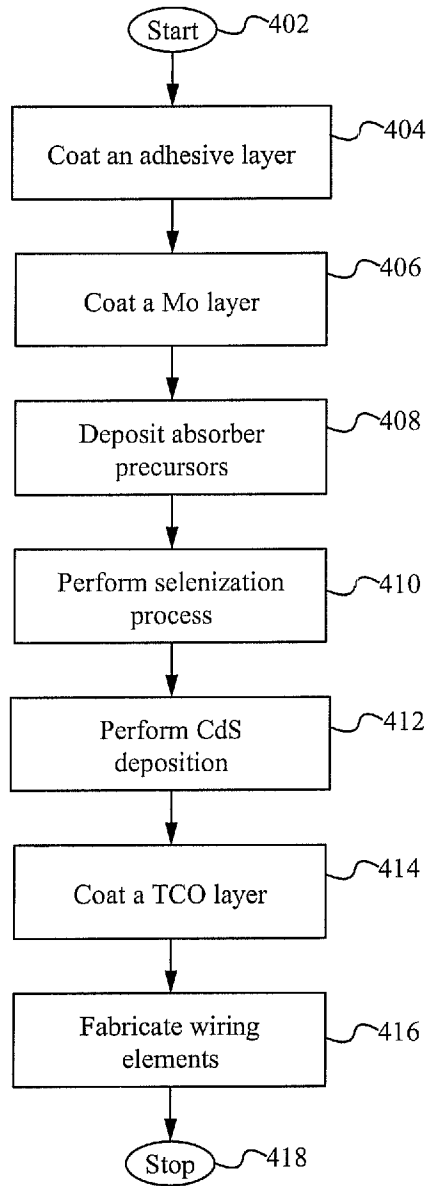 Start
402
Coat an adhesive layer
404
Coat a Mo layer
406
Deposit absorber
precursors
408
Perform selenization
process
410
Perform CdS
deposition
412
Coat a TCO layer
414
Fabricate wiring
elements
416
Stop
418